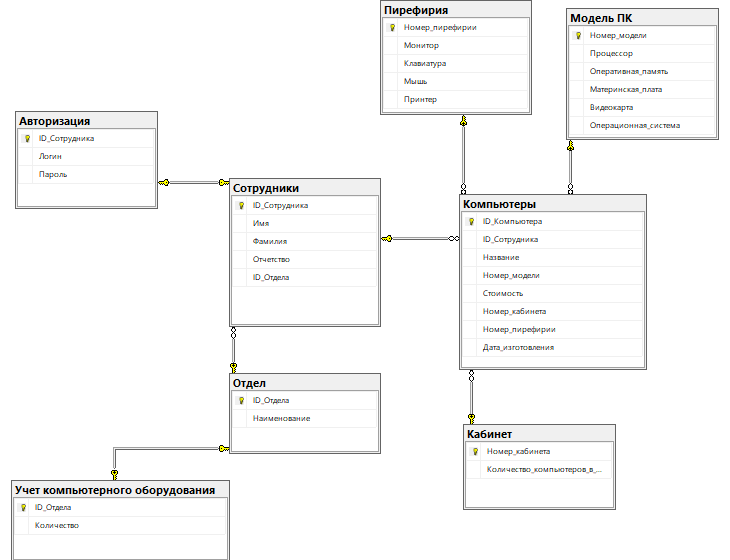 Пирефирия
Номер_пирефирии
Монитор
Клавиатура
Мышь
Принтер
Модель ПК
Номер_модели
Процессор
Оперативная_память
Материнская_плата
Видеокарта
Операционная_система
Авторизация
ID_Сотрудника
Логин
Пароль
Сотрудники
ID_Сотрудника
Имя
Фамилия
Отчетство
ID_Отдела
Компьютеры
ID_Компьютера
ID_Сотрудника
Название
Номер_модели
Стоимость
Номер_кабинета
Номер_пирефирии
Дата_изготовления
Отдел
ID_Отдела
Наименование
Кабинет
Номер_кабинета
Количество_компьютеров_в_...
Учет компьютерного оборудования
ID_Отдела
Количество